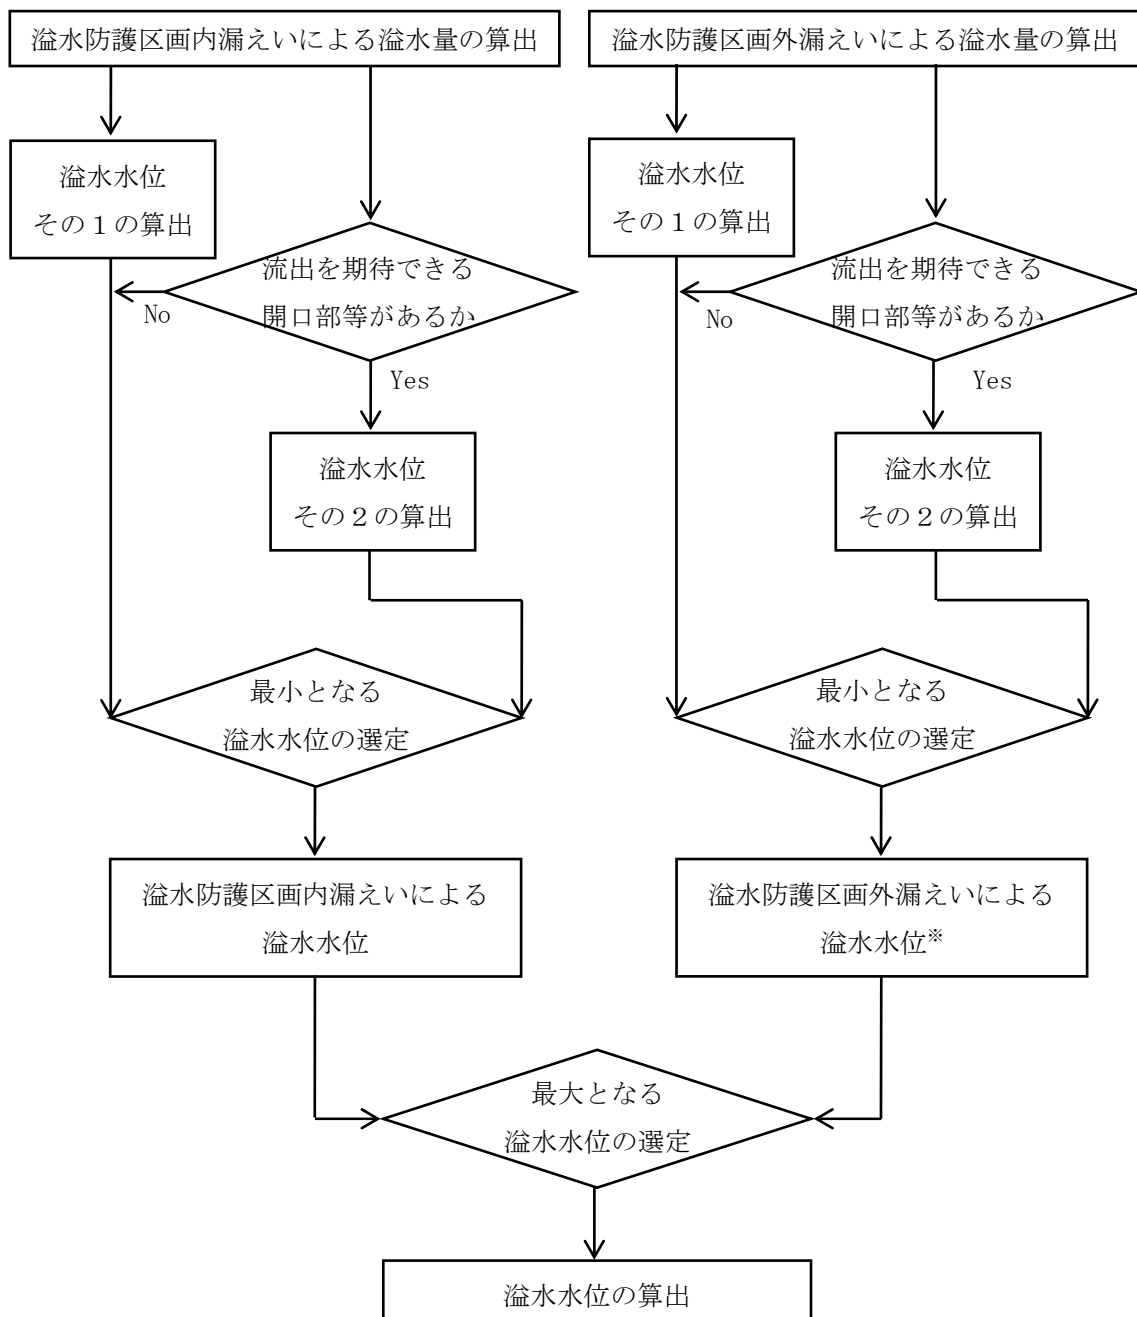 溢水防護区画内漏えいによる溢水量の算出
溢水水位
その１の算出
流出を期待できる
開口部等があるか
No
Yes
溢水水位
その２の算出
最小となる
溢水水位の選定
溢水防護区画内漏えいによる
溢水水位
溢水防護区画外漏えいによる溢水量の算出
溢水水位
その１の算出
流出を期待できる
開口部等があるか
No
Yes
溢水水位
その２の算出
最小となる
溢水水位の選定
溢水防護区画外漏えいによる
溢水水位※
最大となる
溢水水位の選定
溢水水位の算出